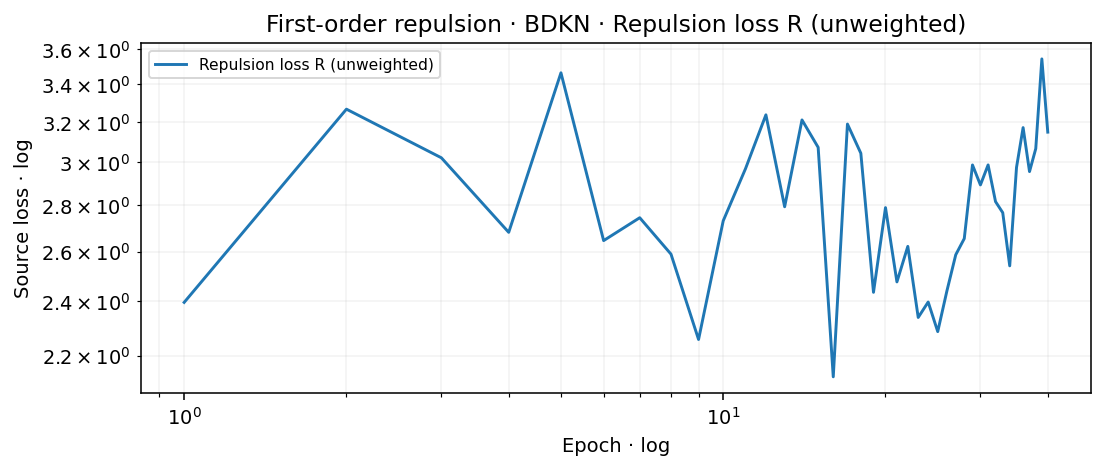 First-order repulsion · BDKN · Repulsion loss R (unweighted)
Repulsion loss R (unweighted)
Source loss · log
3.6 × 10⁰
3.4 × 10⁰
3.2 × 10⁰
3 × 10⁰
2.8 × 10⁰
2.6 × 10⁰
2.4 × 10⁰
2.2 × 10⁰
10⁰
10¹
Epoch · log